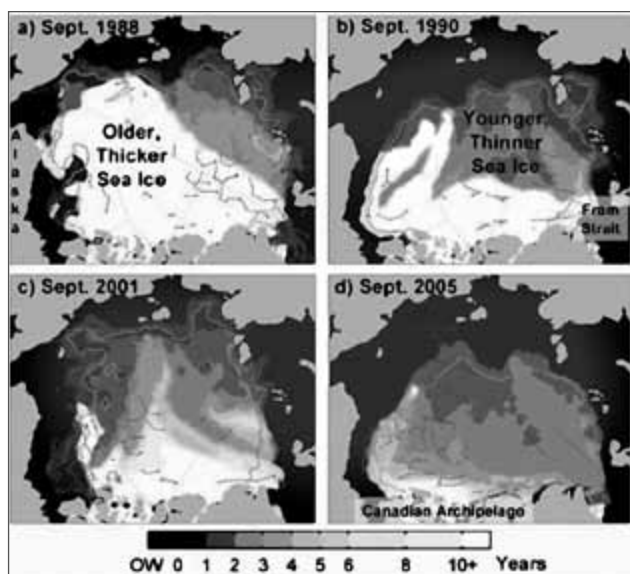 a) Sept. 1988
Older,
Thicker
Sea Ice
Alaska
b) Sept. 1990
Younger,
Thinner
Sea Ice
Fram
Strait
c) Sept. 2001
d) Sept. 2005
Canadian Archipelago
OW 0 1 2 3 4 5 6 8 10+ Years